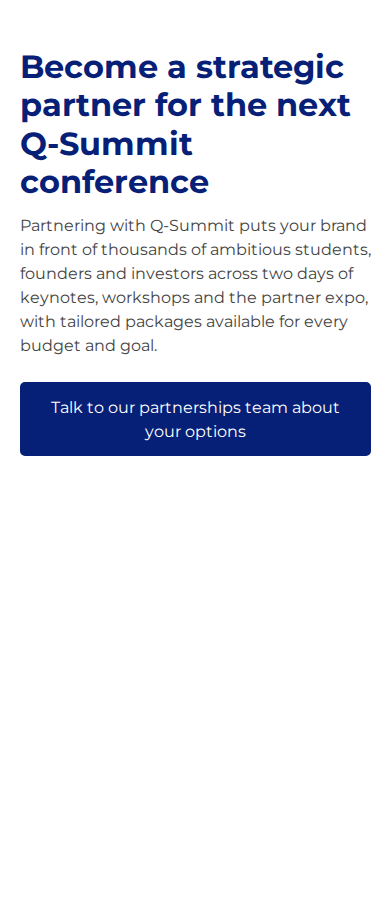 Become a strategic
partner for the next
Q-Summit
conference
Partnering with Q-Summit puts your brand
in front of thousands of ambitious students,
founders and investors across two days of
keynotes, workshops and the partner expo,
with tailored packages available for every
budget and goal.
Talk to our partnerships team about
your options